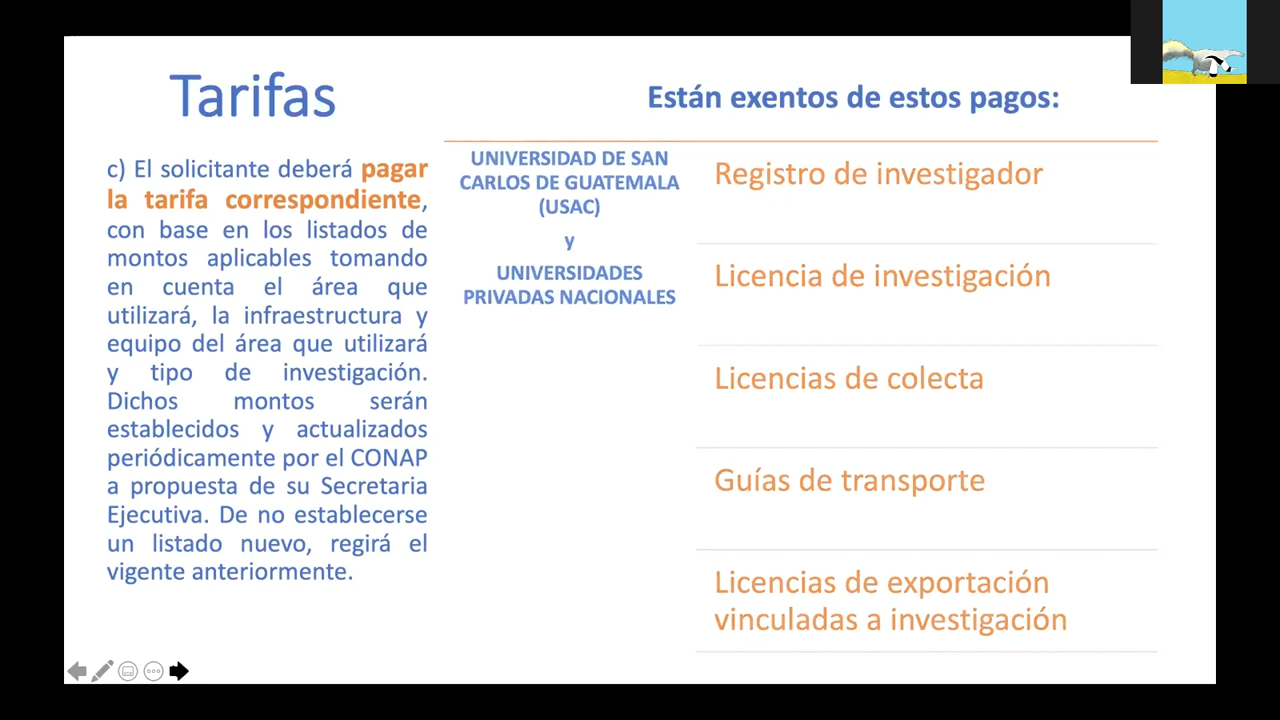 Tarifas
c) El solicitante deberá pagar
la tarifa correspondiente,
con base en los listados de
montos aplicables tomando
en cuenta el área que
utilizará, la infraestructura y
equipo del área que utilizará
y tipo de investigación.
Dichos montos serán
establecidos y actualizados
periódicamente por el CONAP
a propuesta de su Secretaria
Ejecutiva. De no establecerse
un listado nuevo, regirá el
vigente anteriormente.
Están exentos de estos pagos:
UNIVERSIDAD DE SAN
CARLOS DE GUATEMALA
(USAC)
y
UNIVERSIDADES
PRIVADAS NACIONALES
Registro de investigador
Licencia de investigación
Licencias de colecta
Guías de transporte
Licencias de exportación
vinculadas a investigación